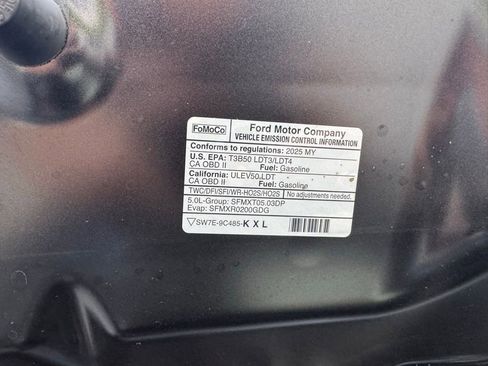 FoMoCo
Ford Motor Company
VEHICLE EMISSION CONTROL INFORMATION
Conforms to regulations: 2025 MY
U.S. EPA: T3B50 LDT3/LDT4
CA OBD II Fuel: Gasoline
California: ULEV50 LDT
CA OBD II Fuel: Gasoline
TWC/DFI/SFI/WR-HO2S/HO2S No adjustments needed.
5.0L-Group: SFMXT05.03DP
Evap: SFMXR0200GDG
SW7E-9C485-KXL